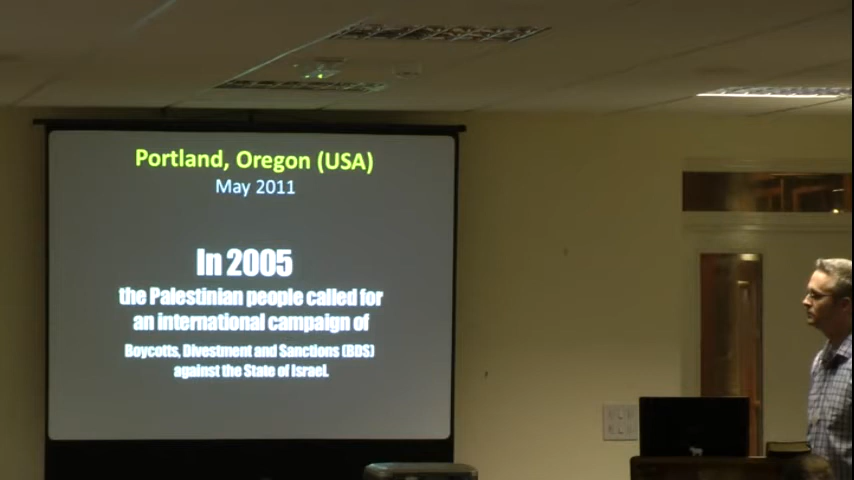 Portland, Oregon (USA)
May 2011
In 2005
the Palestinian people called for
an international campaign of
Boycotts, Divestment and Sanctions (BDS)
against the State of Israel.